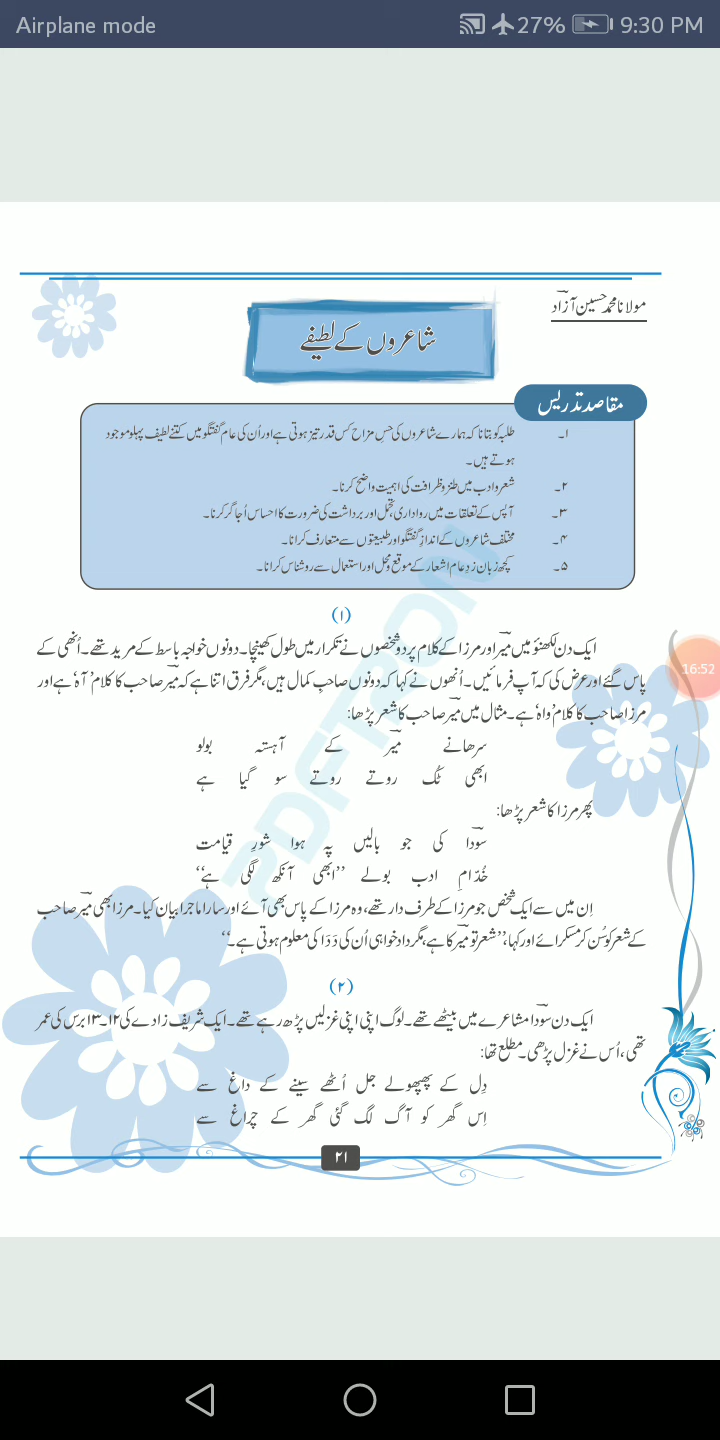 Airplane mode
27% 9:30 PM
مولانا محمد حسین آزادؔ
شاعروں کے لطیفے
مقاصد تدریس
۱۔ طلبہ کو بتانا کہ ہمارے شاعروں کی حسِ مزاح کس قدر تیز ہوتی ہے اور اُن کی عام گفتگو میں کتنے لطیف پہلو موجود
ہوتے ہیں۔
۲۔ شعر و ادب میں طنز و ظرافت کی اہمیت واضح کرنا۔
۳۔ آپس کے تعلقات میں رواداری، تحمل اور برداشت کی ضرورت کا احساس اُجاگر کرنا۔
۴۔ مختلف شاعروں کے اندازِ گفتگو اور طبیعتوں سے متعارف کرانا۔
۵۔ کچھ زبان زدِ عام اشعار کے موقع و محل اور استعمال سے روشناس کرانا۔
(۱)
ایک دن لکھنؤ میں میرؔ اور مرزا کے کلام پر دو شخصوں نے تکرار میں طول کھینچا۔ دونوں خواجہ باسط کے مرید تھے۔ اُنھی کے
پاس گئے اور عرض کی کہ آپ فرمائیں۔ اُنھوں نے کہا کہ دونوں صاحبِ کمال ہیں، مگر فرق اتنا ہے کہ میرؔ صاحب کا کلام ’آہ‘ ہے اور
مرزا صاحب کا کلام ’واہ‘ ہے۔ مثال میں میرؔ صاحب کا شعر پڑھا:
سرھانے میرؔ کے آہستہ بولو
ابھی ٹک روتے روتے سو گیا ہے
پھر مرزا کا شعر پڑھا:
سوداؔ کی جو بالیں پہ ہوا شورِ قیامت
خُدّامِ ادب بولے ’’ابھی آنکھ لگی ہے‘‘
اِن میں سے ایک شخص جو مرزا کے طرف دار تھے، وہ مرزا کے پاس بھی آئے اور سارا ماجرا بیان کیا۔ مرزا بھی میرؔ صاحب
کے شعر کو سُن کر مسکرائے اور کہا، ’’شعر تو میرؔ کا ہے، مگر داد خواہی اُن کی دَدَا کی معلوم ہوتی ہے۔‘‘
(۲)
ایک دن سوداؔ مشاعرے میں بیٹھے تھے۔ لوگ اپنی اپنی غزلیں پڑھ رہے تھے۔ ایک شریف زادے کی ۱۲۔۱۳ برس کی عمر
تھی، اُس نے غزل پڑھی۔ مطلع تھا:
دِل کے پھپھولے جل اُٹھے سینے کے داغ سے
اِس گھر کو آگ لگ گئی گھر کے چراغ سے
۲۱
PDFTRON
16:52